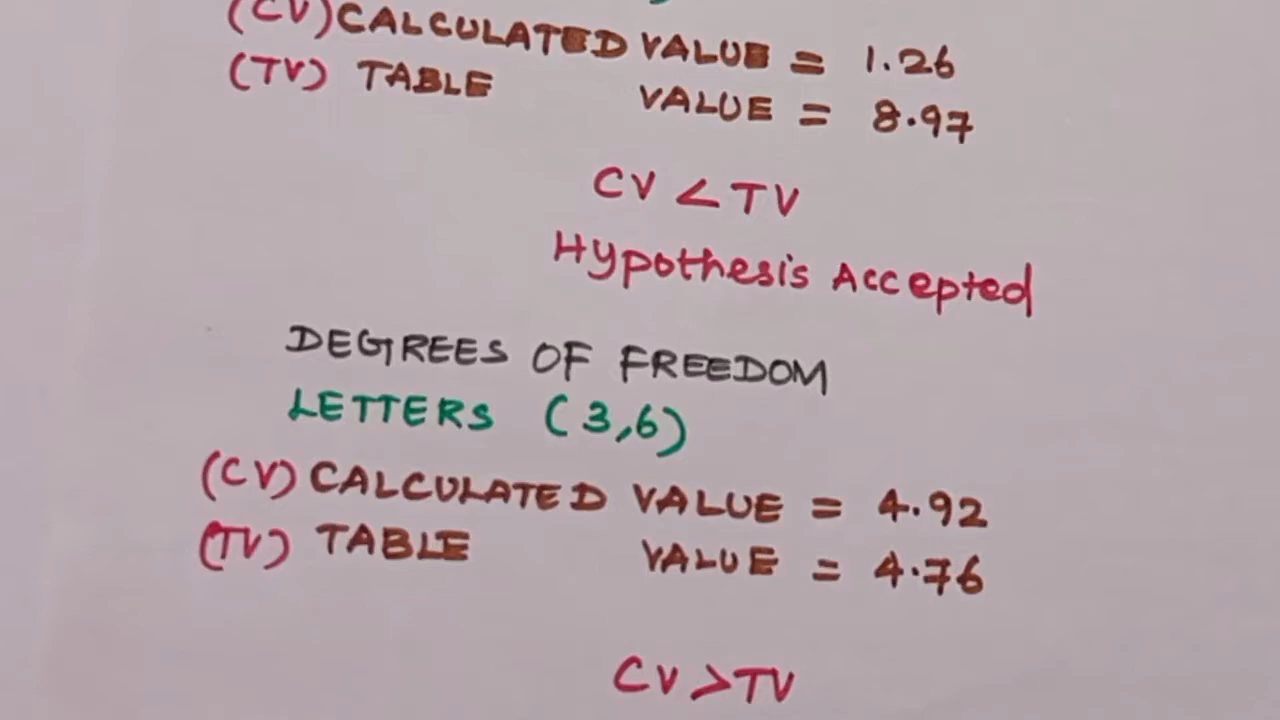 (CV) CALCULATED VALUE = 1.26
(TV) TABLE VALUE = 8.97
CV < TV
Hypothesis Accepted
DEGREES OF FREEDOM
LETTERS (3,6)
(CV) CALCULATED VALUE = 4.92
(TV) TABLE VALUE = 4.76
CV > TV